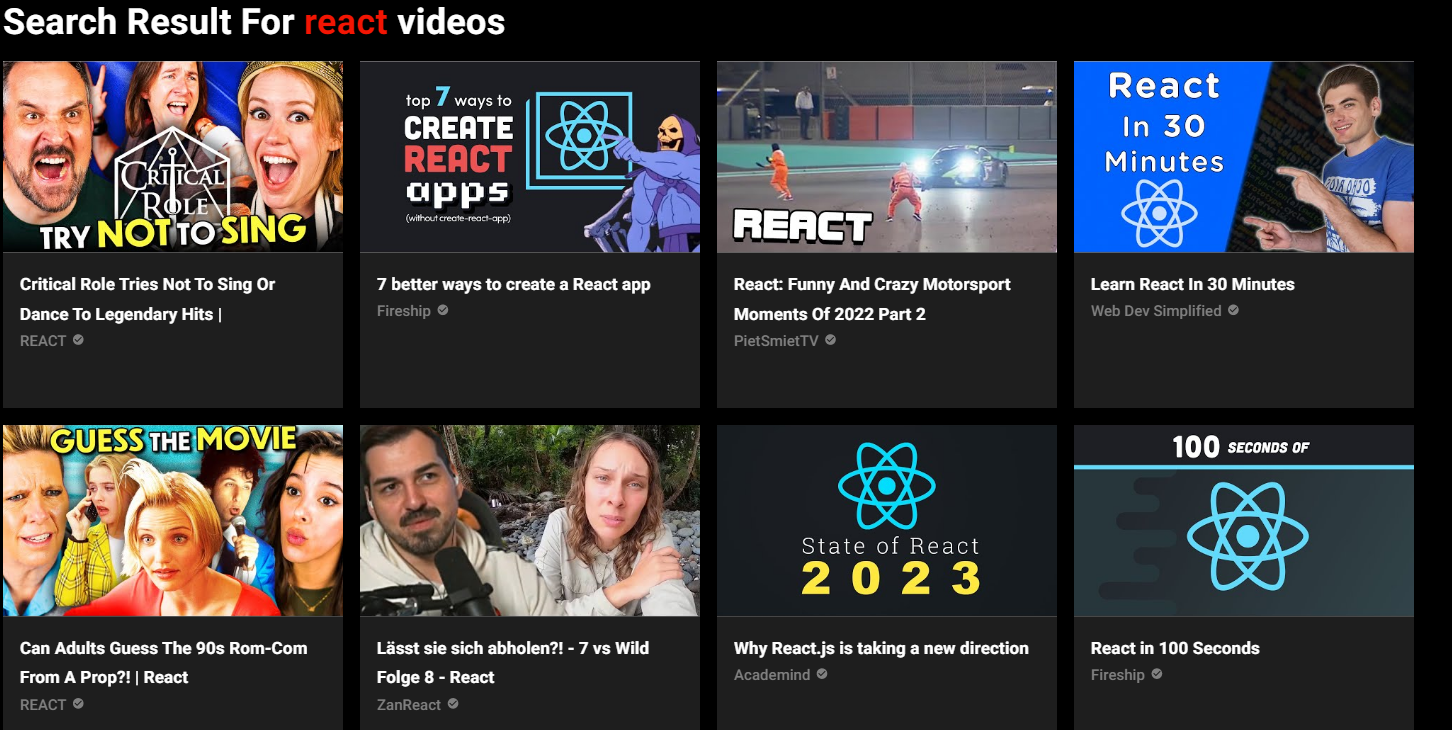 Search Result For react videos
CRITICAL
ROLE
TRY NOT TO SING
top 7 ways to
CREATE
REACT
apps
(without create-react-app)
REACT
React
In 30
Minutes
Critical Role Tries Not To Sing Or
Dance To Legendary Hits |
REACT
7 better ways to create a React app
Fireship
React: Funny And Crazy Motorsport
Moments Of 2022 Part 2
PietSmietTV
Learn React In 30 Minutes
Web Dev Simplified
GUESS THE MOVIE
State of React
2023
100 SECONDS OF
Can Adults Guess The 90s Rom-Com
From A Prop?! | React
REACT
Lässt sie sich abholen?! - 7 vs Wild
Folge 8 - React
ZanReact
Why React.js is taking a new direction
Academind
React in 100 Seconds
Fireship